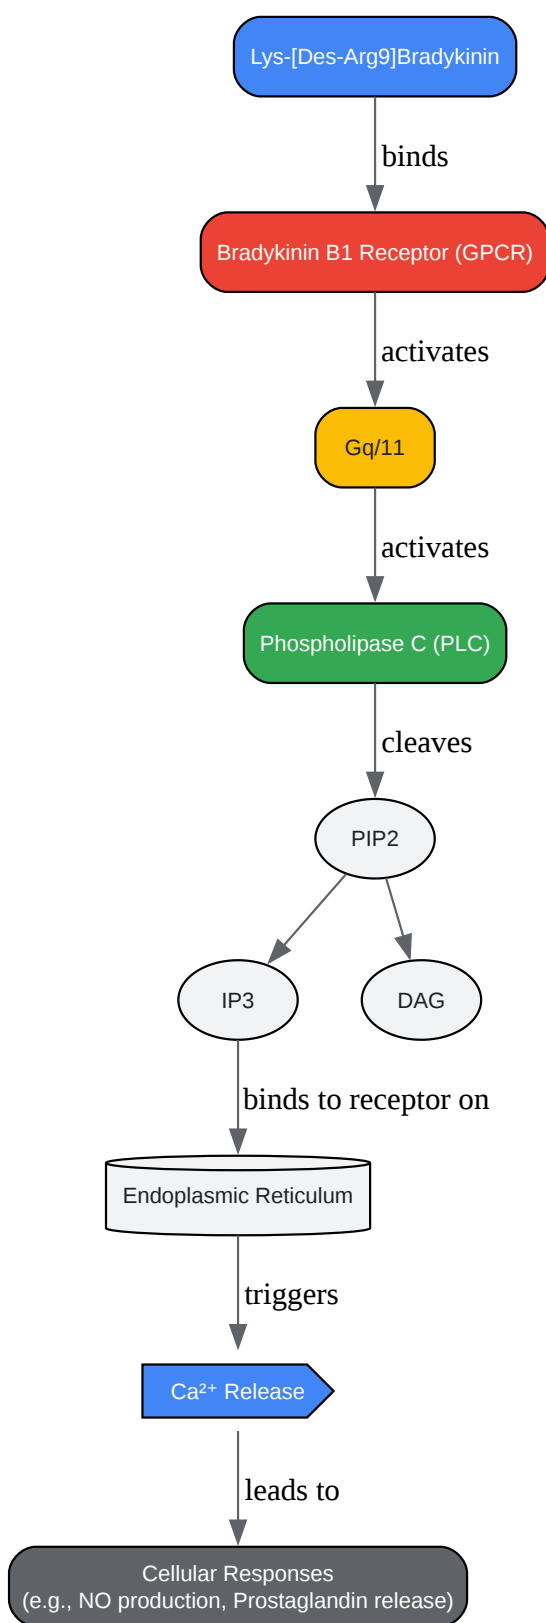 Lys-[Des-Arg9]Bradykinin
binds
Bradykinin B1 Receptor (GPCR)
activates
Gq/11
activates
Phospholipase C (PLC)
cleaves
PIP2
IP3
DAG
binds to receptor on
Endoplasmic Reticulum
triggers
Ca²⁺ Release
leads to
Cellular Responses
(e.g., NO production, Prostaglandin release)